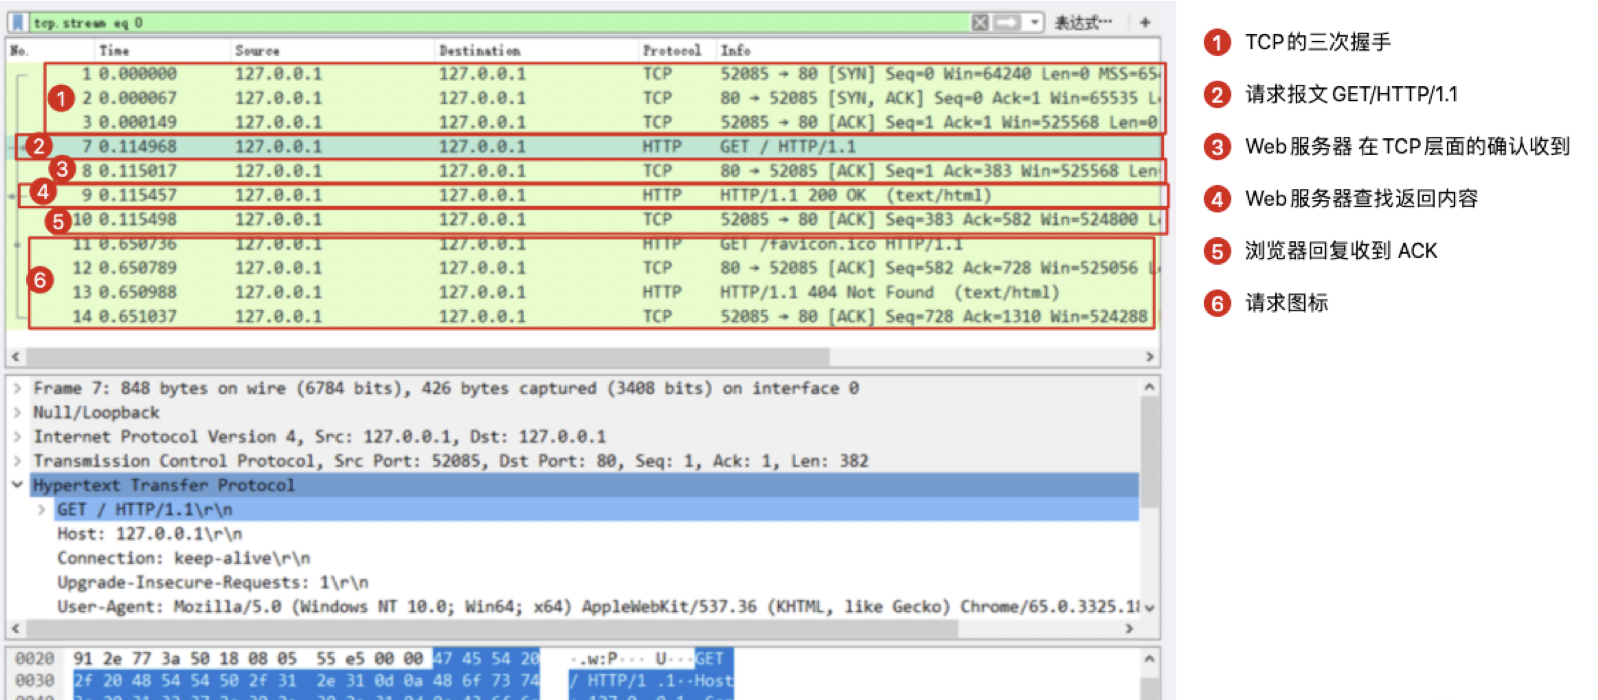 tcp.stream eq 0 表达式… +
No. Time Source Destination Protocol Info
1 0.000000 127.0.0.1 127.0.0.1 TCP 52085 → 80 [SYN] Seq=0 Win=64240 Len=0 MSS=65
2 0.000067 127.0.0.1 127.0.0.1 TCP 80 → 52085 [SYN, ACK] Seq=0 Ack=1 Win=65535 L
3 0.000149 127.0.0.1 127.0.0.1 TCP 52085 → 80 [ACK] Seq=1 Ack=1 Win=525568 Len=0
7 0.114968 127.0.0.1 127.0.0.1 HTTP GET / HTTP/1.1
8 0.115017 127.0.0.1 127.0.0.1 TCP 80 → 52085 [ACK] Seq=1 Ack=383 Win=525568 Len
9 0.115457 127.0.0.1 127.0.0.1 HTTP HTTP/1.1 200 OK (text/html)
10 0.115498 127.0.0.1 127.0.0.1 TCP 52085 → 80 [ACK] Seq=383 Ack=582 Win=524800 L
11 0.650736 127.0.0.1 127.0.0.1 HTTP GET /favicon.ico HTTP/1.1
12 0.650789 127.0.0.1 127.0.0.1 TCP 80 → 52085 [ACK] Seq=582 Ack=728 Win=525056 L
13 0.650988 127.0.0.1 127.0.0.1 HTTP HTTP/1.1 404 Not Found (text/html)
14 0.651037 127.0.0.1 127.0.0.1 TCP 52085 → 80 [ACK] Seq=728 Ack=1310 Win=524288
1
2
3
4
5
6
Frame 7: 848 bytes on wire (6784 bits), 426 bytes captured (3408 bits) on interface 0
Null/Loopback
Internet Protocol Version 4, Src: 127.0.0.1, Dst: 127.0.0.1
Transmission Control Protocol, Src Port: 52085, Dst Port: 80, Seq: 1, Ack: 1, Len: 382
Hypertext Transfer Protocol
GET / HTTP/1.1\r\n
Host: 127.0.0.1\r\n
Connection: keep-alive\r\n
Upgrade-Insecure-Requests: 1\r\n
User-Agent: Mozilla/5.0 (Windows NT 10.0; Win64; x64) AppleWebKit/537.36 (KHTML, like Gecko) Chrome/65.0.3325.18
0020 91 2e 77 3a 50 18 08 05 55 e5 00 00 47 45 54 20 ·.w:P··· U···GET
0030 2f 20 48 54 54 50 2f 31 2e 31 0d 0a 48 6f 73 74 / HTTP/1 .1··Host
1 TCP的三次握手
2 请求报文 GET/HTTP/1.1
3 Web服务器 在TCP层面的确认收到
4 Web服务器查找返回内容
5 浏览器回复收到 ACK
6 请求图标